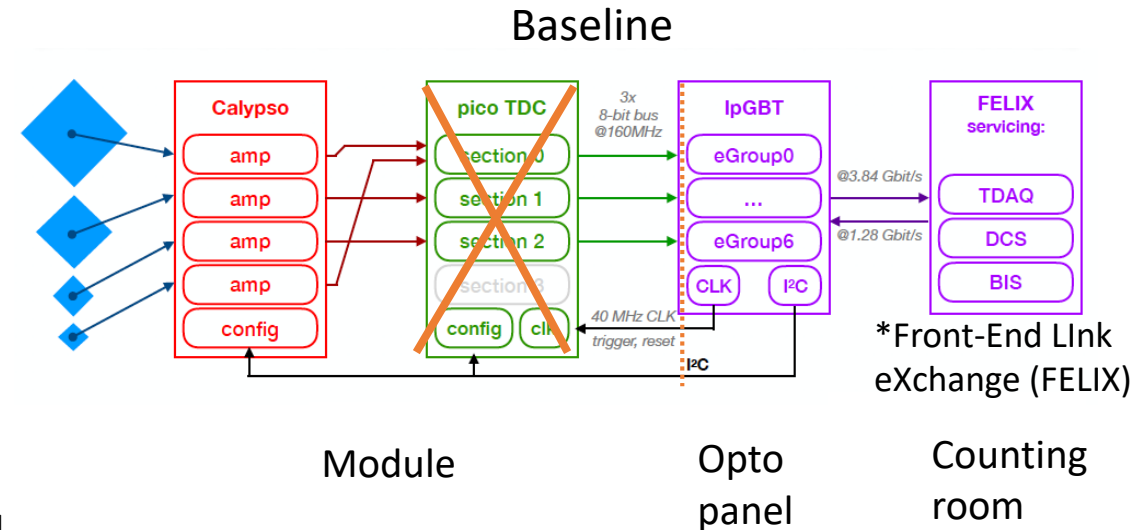 Baseline
Calypso
amp
amp
amp
amp
config
pico TDC
section 0
section 1
section 2
section 3
config
clk
3x
8-bit bus
@160MHz
40 MHz CLK
trigger, reset
I²C
lpGBT
eGroup0
...
eGroup6
CLK
I²C
@3.84 Gbit/s
@1.28 Gbit/s
FELIX
servicing:
TDAQ
DCS
BIS
*Front-End LInk
eXchange (FELIX)
Module
Opto
panel
Counting
room